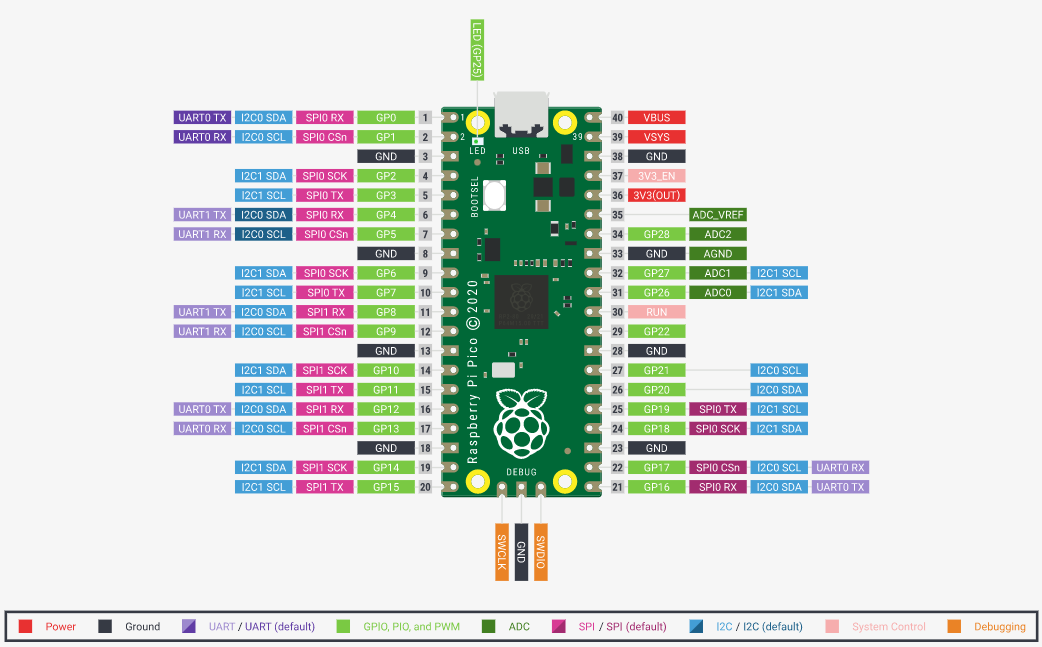 LED (GP25)
UART0 TX I2C0 SDA SPI0 RX GP0 1 1 40 VBUS
UART0 RX I2C0 SCL SPI0 CSn GP1 2 2 39 39 VSYS
LED USB
GND 3 38 GND
I2C1 SDA SPI0 SCK GP2 4 37 3V3_EN
I2C1 SCL SPI0 TX GP3 5 36 3V3(OUT)
BOOTSEL
UART1 TX I2C0 SDA SPI0 RX GP4 6 35 ADC_VREF
UART1 RX I2C0 SCL SPI0 CSn GP5 7 34 GP28 ADC2
GND 8 33 GND AGND
I2C1 SDA SPI0 SCK GP6 9 32 GP27 ADC1 I2C1 SCL
I2C1 SCL SPI0 TX GP7 10 31 GP26 ADC0 I2C1 SDA
UART1 TX I2C0 SDA SPI1 RX GP8 11 30 RUN
UART1 RX I2C0 SCL SPI1 CSn GP9 12 29 GP22
GND 13 28 GND
I2C1 SDA SPI1 SCK GP10 14 27 GP21 I2C0 SCL
I2C1 SCL SPI1 TX GP11 15 26 GP20 I2C0 SDA
UART0 TX I2C0 SDA SPI1 RX GP12 16 25 GP19 SPI0 TX I2C1 SCL
UART0 RX I2C0 SCL SPI1 CSn GP13 17 24 GP18 SPI0 SCK I2C1 SDA
GND 18 23 GND
Raspberry Pi Pico © 2020
DEBUG
I2C1 SDA SPI1 SCK GP14 19 22 GP17 SPI0 CSn I2C0 SCL UART0 RX
I2C1 SCL SPI1 TX GP15 20 21 GP16 SPI0 RX I2C0 SDA UART0 TX
SWCLK GND SWDIO
Power Ground UART / UART (default) GPIO, PIO, and PWM ADC SPI / SPI (default) I2C / I2C (default) System Control Debugging